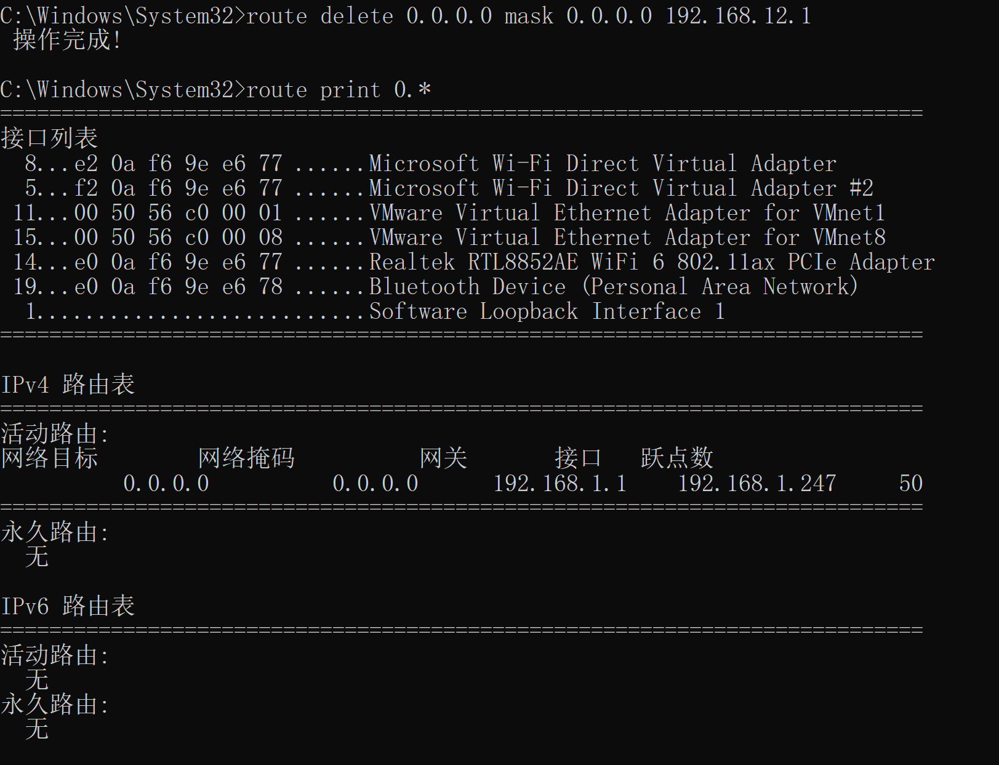 C:\Windows\System32>route delete 0.0.0.0 mask 0.0.0.0 192.168.12.1
操作完成!
C:\Windows\System32>route print 0.*
===========================================================================
接口列表
8...e2 0a f6 9e e6 77 ......Microsoft Wi-Fi Direct Virtual Adapter
5...f2 0a f6 9e e6 77 ......Microsoft Wi-Fi Direct Virtual Adapter #2
11...00 50 56 c0 00 01 ......VMware Virtual Ethernet Adapter for VMnet1
15...00 50 56 c0 00 08 ......VMware Virtual Ethernet Adapter for VMnet8
14...e0 0a f6 9e e6 77 ......Realtek RTL8852AE WiFi 6 802.11ax PCIe Adapter
19...e0 0a f6 9e e6 78 ......Bluetooth Device (Personal Area Network)
1...........................Software Loopback Interface 1
===========================================================================
IPv4 路由表
===========================================================================
活动路由:
网络目标 网络掩码 网关 接口 跃点数
0.0.0.0 0.0.0.0 192.168.1.1 192.168.1.247 50
===========================================================================
永久路由:
无
IPv6 路由表
===========================================================================
活动路由:
无
永久路由:
无